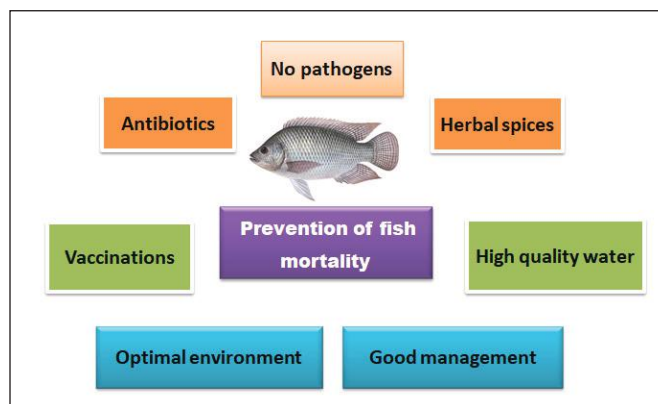 No pathogens
Antibiotics
Herbal spices
Prevention of fish
mortality
Vaccinations
High quality water
Optimal environment
Good management